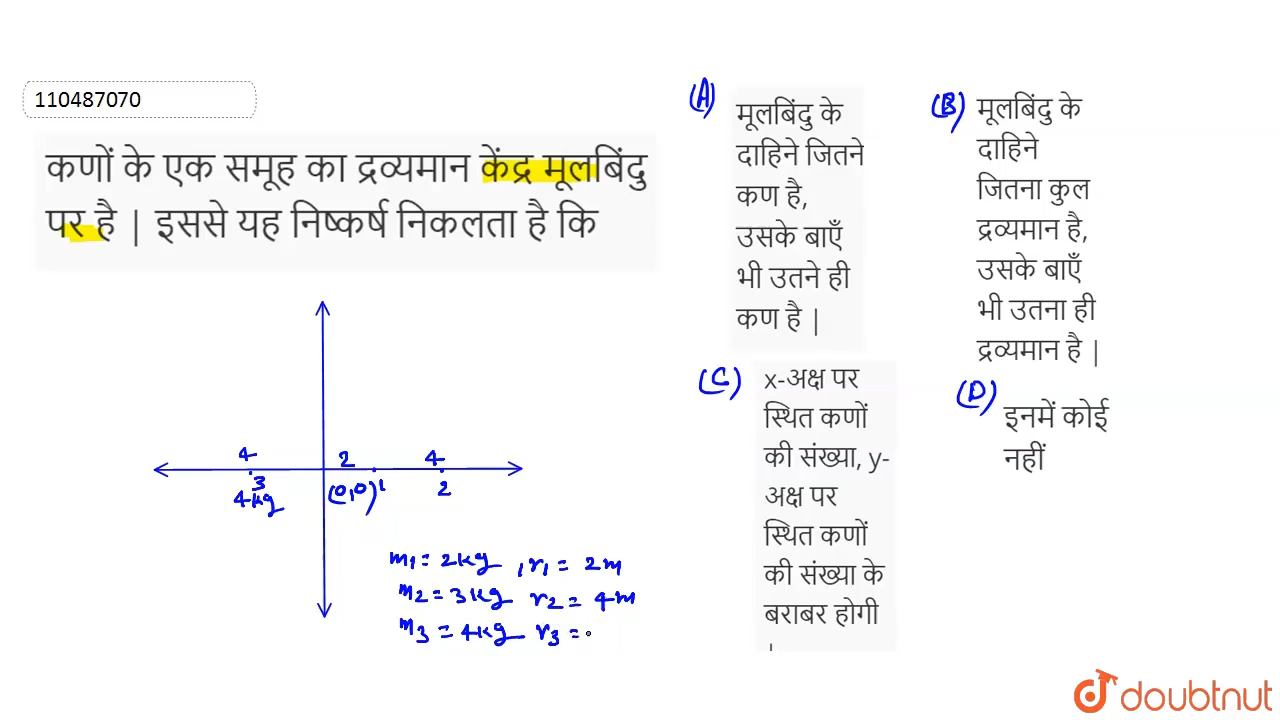 110487070
कणों के एक समूह का द्रव्यमान केंद्र मूलबिंदु
पर है | इससे यह निष्कर्ष निकलता है कि
(A)
मूलबिंदु के
दाहिने जितने
कण है,
उसके बाएँ
भी उतने ही
कण है |
(B)
मूलबिंदु के
दाहिने
जितना कुल
द्रव्यमान है,
उसके बाएँ
भी उतना ही
द्रव्यमान है |
(C)
x-अक्ष पर
स्थित कणों
की संख्या, y-
अक्ष पर
स्थित कणों
की संख्या के
बराबर होगी
|
(D)
इनमें कोई
नहीं
4 2 4
3 (0,0) 1 2
4kg
m1 = 2kg , r1 = 2m
m2 = 3kg r2 = 4m
m3 = 4kg r3 =
doubtnut